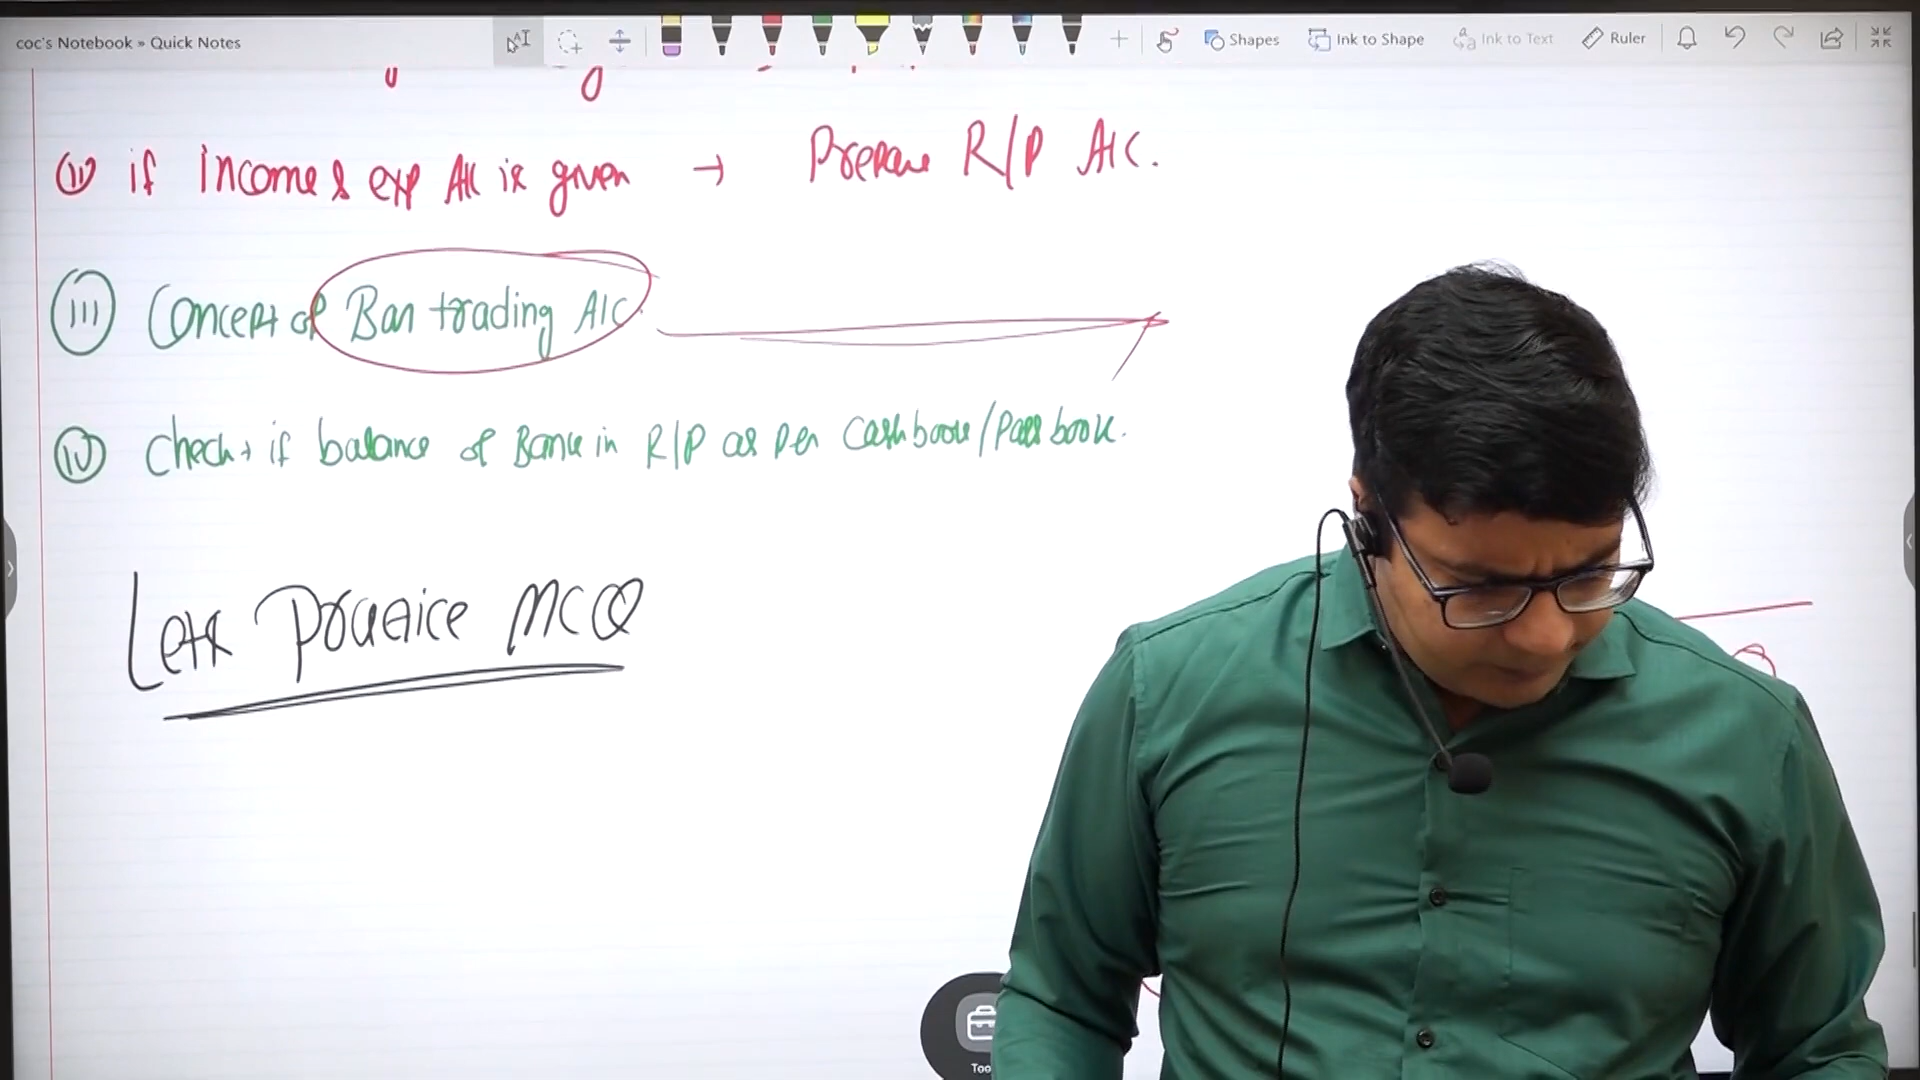 coc's Notebook » Quick Notes
Shapes
Ink to Shape
Ink to Text
Ruler
(ii) if Income & exp A/C is given → Prepare R/P A/C.
(iii) Concept of Bar trading A/C.
(iv) Check → if balance of Bank in R/P as per Cashbook/Pass book.
Lets Practice MCQ
Too